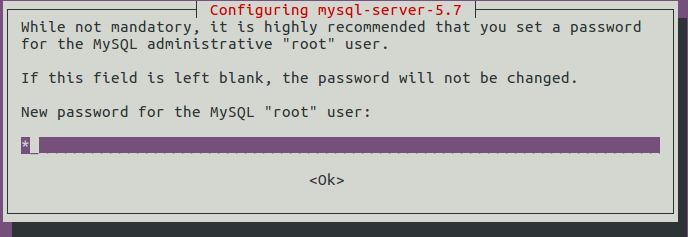 Configuring mysql-server-5.7
While not mandatory, it is highly recommended that you set a password
for the MySQL administrative "root" user.
If this field is left blank, the password will not be changed.
New password for the MySQL "root" user:
*_
<Ok>